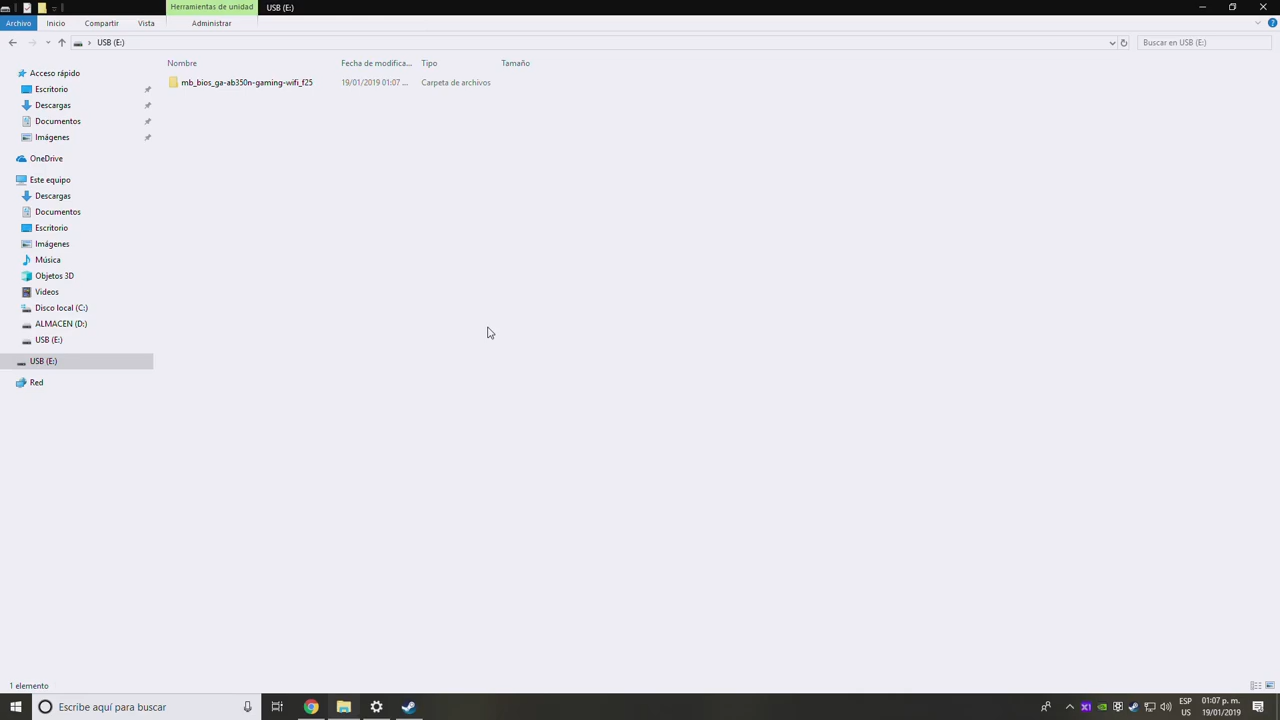 Herramientas de unidad
USB (E:)
Archivo
Inicio
Compartir
Vista
Administrar
USB (E:)
Buscar en USB (E:)
Nombre
Fecha de modifica...
Tipo
Tamaño
mb_bios_ga-ab350n-gaming-wifi_f25
19/01/2019 01:07 ...
Carpeta de archivos
Acceso rápido
Escritorio
Descargas
Documentos
Imágenes
OneDrive
Este equipo
Descargas
Documentos
Escritorio
Imágenes
Música
Objetos 3D
Vídeos
Disco local (C:)
ALMACEN (D:)
USB (E:)
USB (E:)
Red
1 elemento
Escribe aquí para buscar
ESP
US
01:07 p. m.
19/01/2019